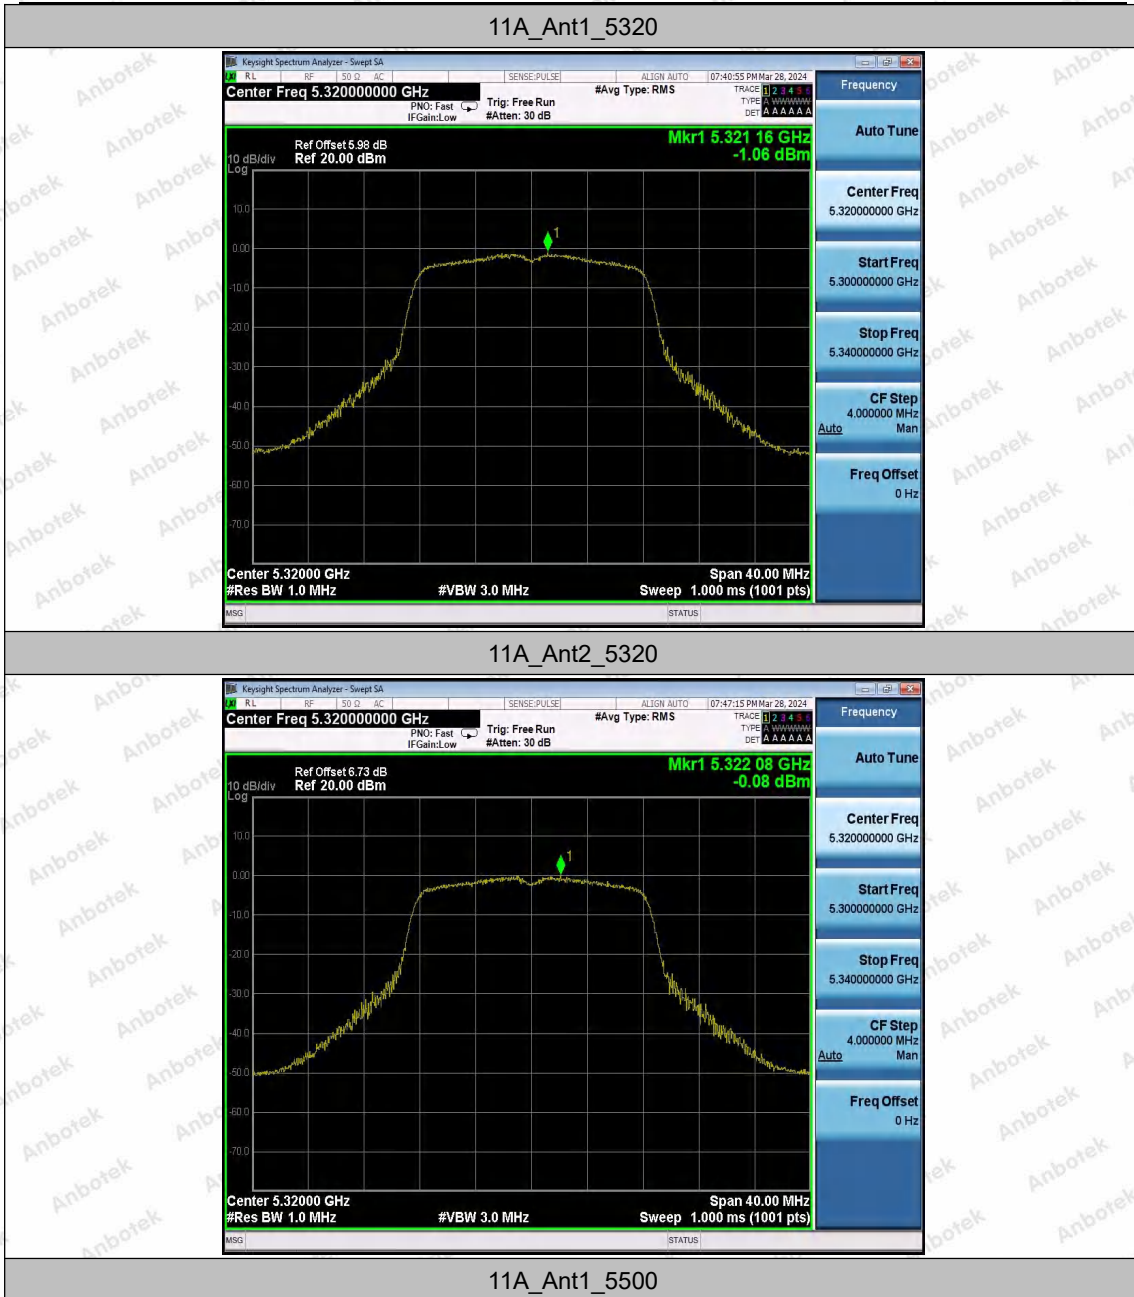 11A_Ant1_5320
Keysight Spectrum Analyzer - Swept SA
RL RF 50 Ω AC SENSE:PULSE ALIGN AUTO 07:40:55 PM Mar 28, 2024
Center Freq 5.320000000 GHz #Avg Type: RMS TRACE 1 2 3 4 5 6
PNO: Fast Trig: Free Run TYPE A WWWWW
IFGain:Low #Atten: 30 dB DET A A A A A A
Frequency
Mkr1 5.321 16 GHz
-1.06 dBm
Ref Offset 5.98 dB
10 dB/div Ref 20.00 dBm
Log
10.0
0.00
-10.0
-20.0
-30.0
-40.0
-50.0
-60.0
-70.0
1
Center 5.32000 GHz Span 40.00 MHz
#Res BW 1.0 MHz #VBW 3.0 MHz Sweep 1.000 ms (1001 pts)
MSG STATUS
Auto Tune
Center Freq
5.320000000 GHz
Start Freq
5.300000000 GHz
Stop Freq
5.340000000 GHz
CF Step
4.000000 MHz
Auto Man
Freq Offset
0 Hz
11A_Ant2_5320
Keysight Spectrum Analyzer - Swept SA
RL RF 50 Ω AC SENSE:PULSE ALIGN AUTO 07:47:15 PM Mar 28, 2024
Center Freq 5.320000000 GHz #Avg Type: RMS TRACE 1 2 3 4 5 6
PNO: Fast Trig: Free Run TYPE A WWWWW
IFGain:Low #Atten: 30 dB DET A A A A A A
Frequency
Mkr1 5.322 08 GHz
-0.08 dBm
Ref Offset 6.73 dB
10 dB/div Ref 20.00 dBm
Log
10.0
0.00
-10.0
-20.0
-30.0
-40.0
-50.0
-60.0
-70.0
1
Center 5.32000 GHz Span 40.00 MHz
#Res BW 1.0 MHz #VBW 3.0 MHz Sweep 1.000 ms (1001 pts)
MSG STATUS
Auto Tune
Center Freq
5.320000000 GHz
Start Freq
5.300000000 GHz
Stop Freq
5.340000000 GHz
CF Step
4.000000 MHz
Auto Man
Freq Offset
0 Hz
11A_Ant1_5500
Anbotek